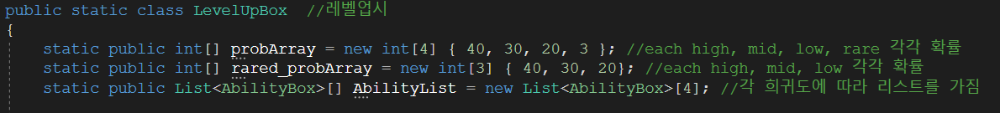 public static class LevelUpBox  //레벨업시
{
    static public int[] probArray = new int[4] { 40, 30, 20, 3 }; //each high, mid, low, rare 각각 확률
    static public int[] rared_probArray = new int[3] { 40, 30, 20}; //each high, mid, low 각각 확률
    static public List<AbilityBox>[] AbilityList = new List<AbilityBox>[4]; //각 희귀도에 따라 리스트를 가짐